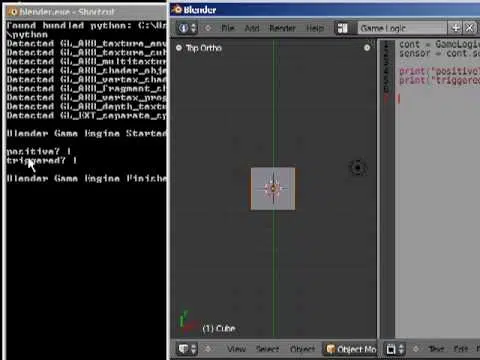 blender.exe - Shortcut
Found bundled python: C:\U
\python
Detected GL_ARB_texture_env
Detected GL_ARB_texture_cub
Detected GL_ARB_multitextur
Detected GL_ARB_shader_obje
Detected GL_ARB_vertex_shad
Detected GL_ARB_fragment_sh
Detected GL_ARB_vertex_prog
Detected GL_ARB_depth_textu
Detected GL_EXT_separate_sp
Blender Game Engine Started
positive? 1
triggered? 1
Blender Game Engine Finishe
Blender
File Add Render Help Game Logic
Top Ortho
(1) Cube
View Select Object Object Mo
cont = GameLogi
sensor = cont.se
print("positive?
print("triggered
Text Edit Fo